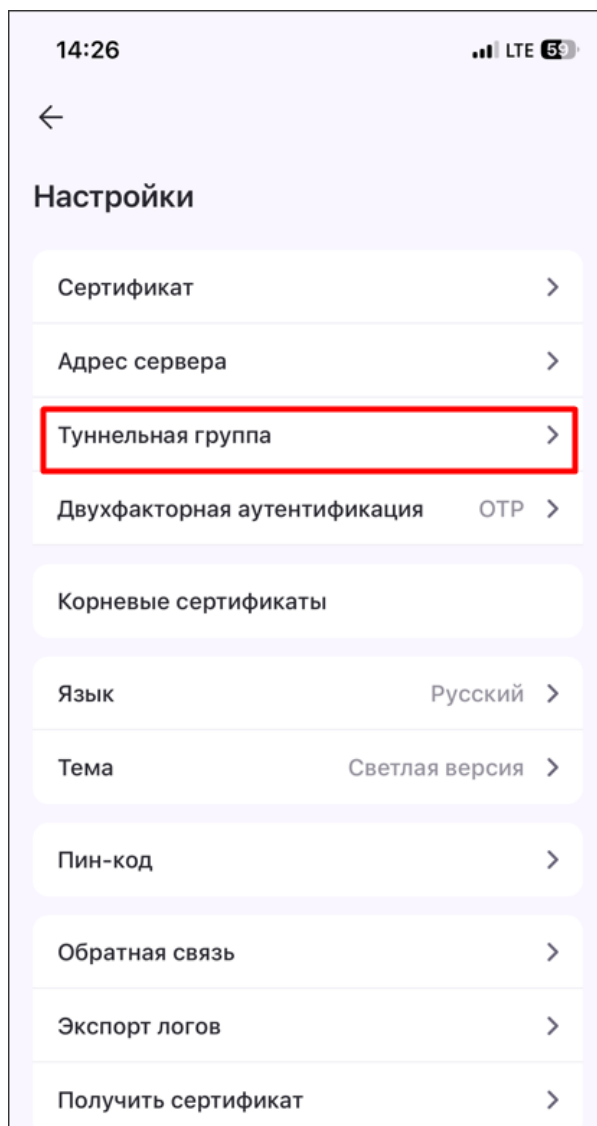 14:26 LTE 59
Настройки
Сертификат
Адрес сервера
Туннельная группа
Двухфакторная аутентификация OTP
Корневые сертификаты
Язык Русский
Тема Светлая версия
Пин-код
Обратная связь
Экспорт логов
Получить сертификат